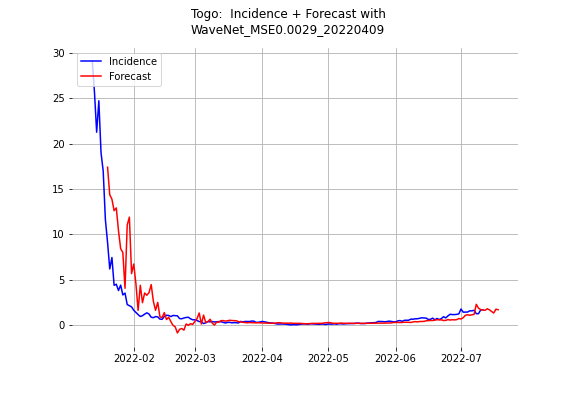 Togo:  Incidence + Forecast with
WaveNet_MSE0.0029_20220409
Incidence
Forecast
30
25
20
15
10
5
0
2022-02 2022-03 2022-04 2022-05 2022-06 2022-07